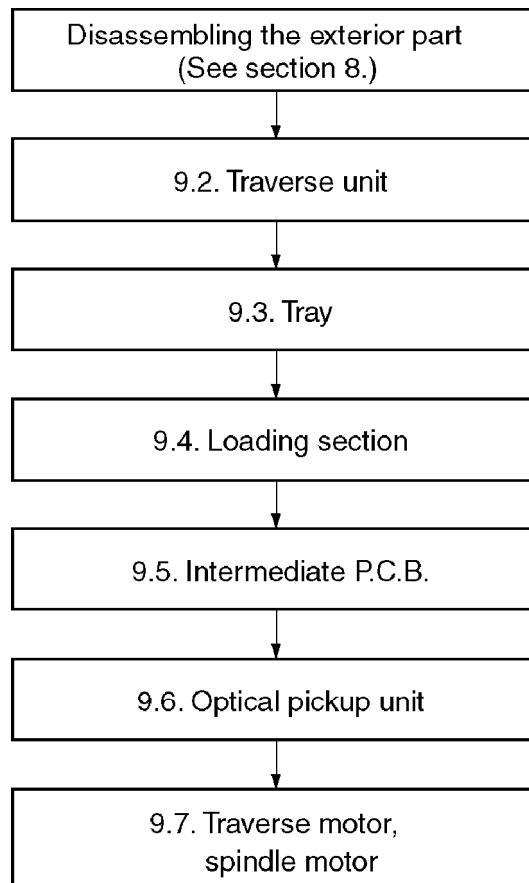 Disassembling the exterior part
(See section 8.)
9.2. Traverse unit
9.3. Tray
9.4. Loading section
9.5. Intermediate P.C.B.
9.6. Optical pickup unit
9.7. Traverse motor,
spindle motor